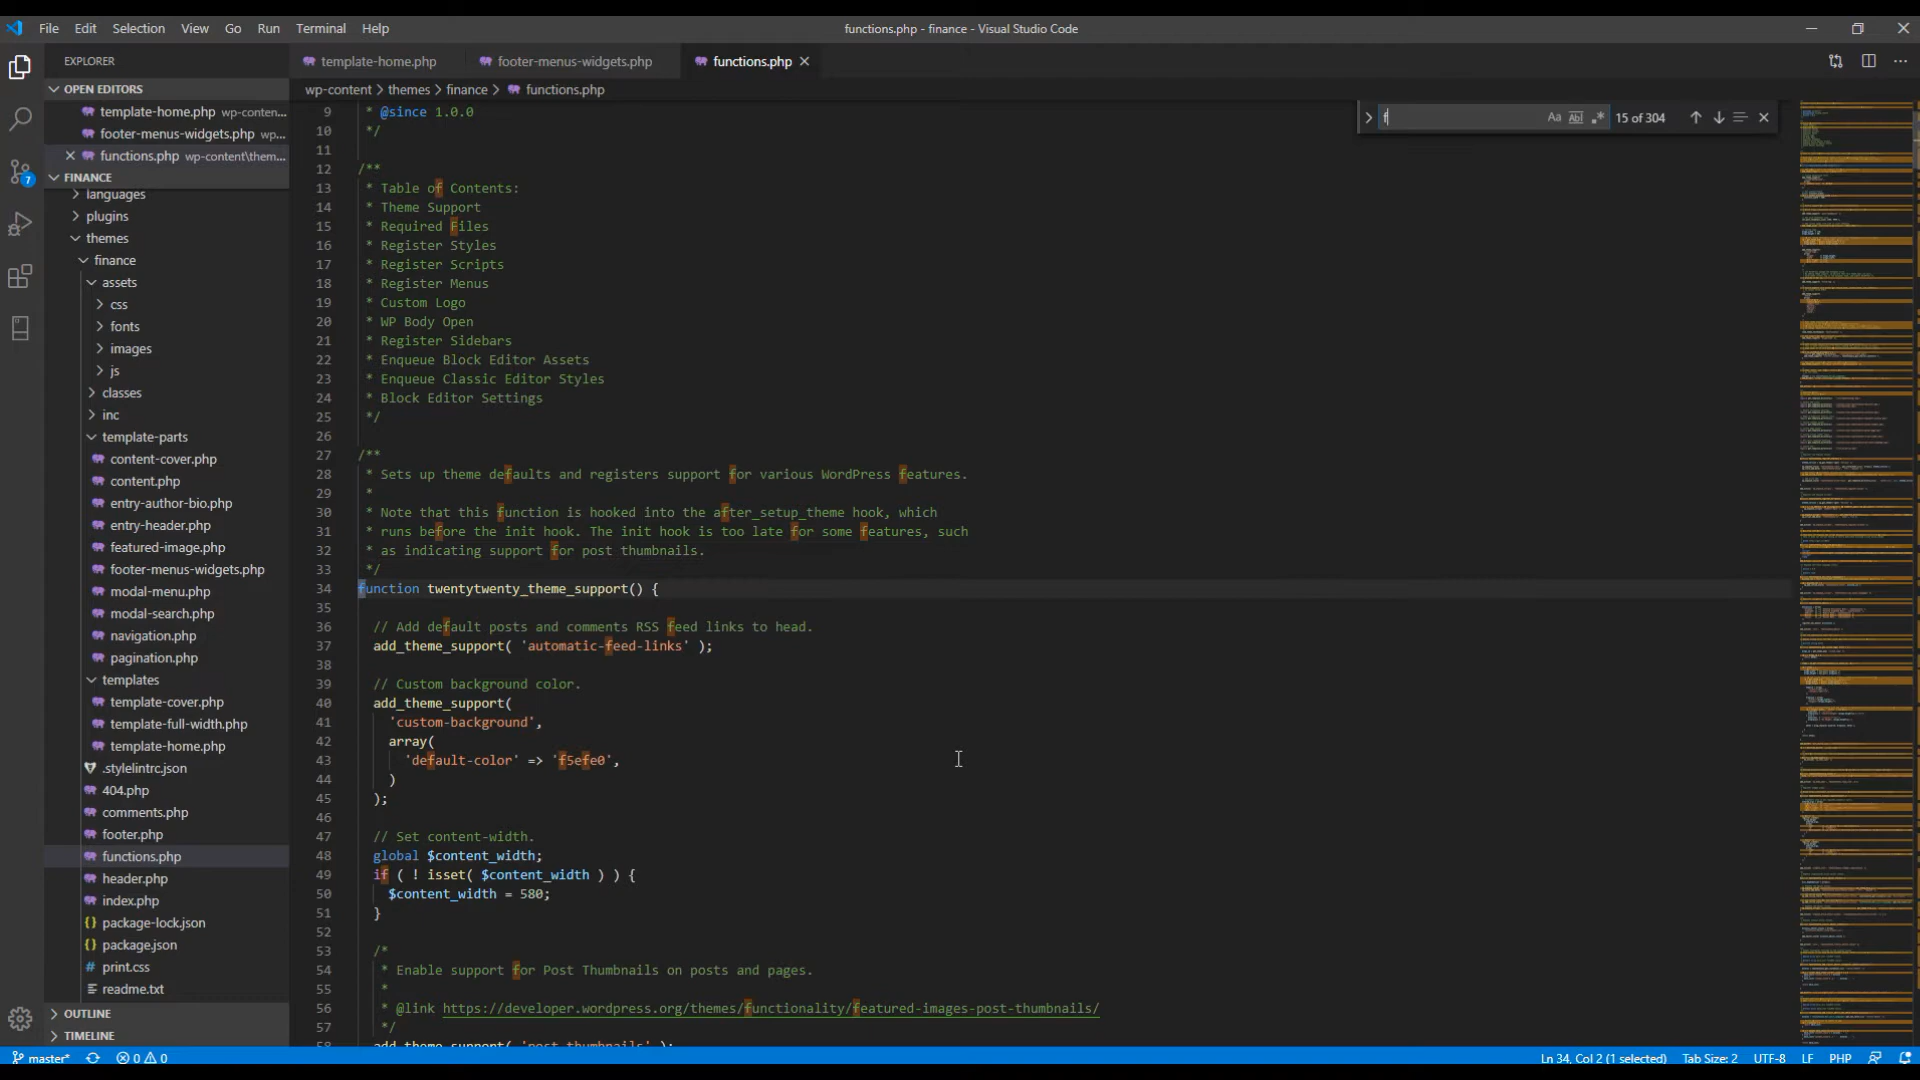 File Edit Selection View Go Run Terminal Help
functions.php - finance - Visual Studio Code
EXPLORER
template-home.php
footer-menus-widgets.php
functions.php
wp-content > themes > finance > functions.php
OPEN EDITORS
template-home.php wp-conten...
footer-menus-widgets.php wp-...
functions.php wp-content\them...
FINANCE
languages
plugins
themes
finance
assets
css
fonts
images
js
classes
inc
template-parts
content-cover.php
content.php
entry-author-bio.php
entry-header.php
featured-image.php
footer-menus-widgets.php
modal-menu.php
modal-search.php
navigation.php
pagination.php
templates
template-cover.php
template-full-width.php
template-home.php
.stylelintrc.json
404.php
comments.php
footer.php
functions.php
header.php
index.php
package-lock.json
package.json
print.css
readme.txt
OUTLINE
TIMELINE
7
f
Aa Abl .* 15 of 304
9 * @since 1.0.0
10 */
11
12 /**
13 * Table of Contents:
14 * Theme Support
15 * Required Files
16 * Register Styles
17 * Register Scripts
18 * Register Menus
19 * Custom Logo
20 * WP Body Open
21 * Register Sidebars
22 * Enqueue Block Editor Assets
23 * Enqueue Classic Editor Styles
24 * Block Editor Settings
25 */
26
27 /**
28 * Sets up theme defaults and registers support for various WordPress features.
29 *
30 * Note that this function is hooked into the after_setup_theme hook, which
31 * runs before the init hook. The init hook is too late for some features, such
32 * as indicating support for post thumbnails.
33 */
34 function twentytwenty_theme_support() {
35
36 // Add default posts and comments RSS feed links to head.
37 add_theme_support( 'automatic-feed-links' );
38
39 // Custom background color.
40 add_theme_support(
41 'custom-background',
42 array(
43 'default-color' => 'f5efe0',
44 )
45 );
46
47 // Set content-width.
48 global $content_width;
49 if ( ! isset( $content_width ) ) {
50 $content_width = 580;
51 }
52
53 /*
54 * Enable support for Post Thumbnails on posts and pages.
55 *
56 * @link https://developer.wordpress.org/themes/functionality/featured-images-post-thumbnails/
57 */
58 add_theme_support( 'post-thumbnails' );
master* 0 0
Ln 34, Col 2 (1 selected) Tab Size: 2 UTF-8 LF PHP